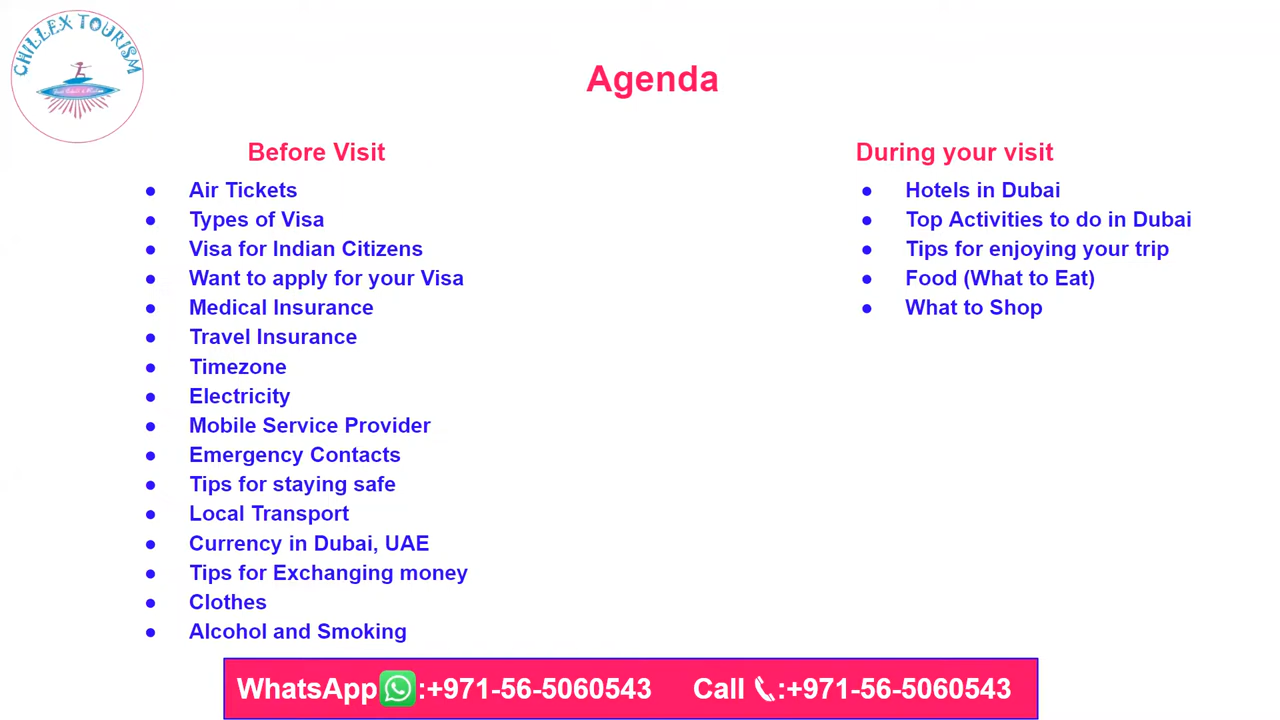 CHILLEX TOURISM
Agenda
Before Visit
● Air Tickets
● Types of Visa
● Visa for Indian Citizens
● Want to apply for your Visa
● Medical Insurance
● Travel Insurance
● Timezone
● Electricity
● Mobile Service Provider
● Emergency Contacts
● Tips for staying safe
● Local Transport
● Currency in Dubai, UAE
● Tips for Exchanging money
● Clothes
● Alcohol and Smoking
During your visit
● Hotels in Dubai
● Top Activities to do in Dubai
● Tips for enjoying your trip
● Food (What to Eat)
● What to Shop
WhatsApp :+971-56-5060543 Call :+971-56-5060543